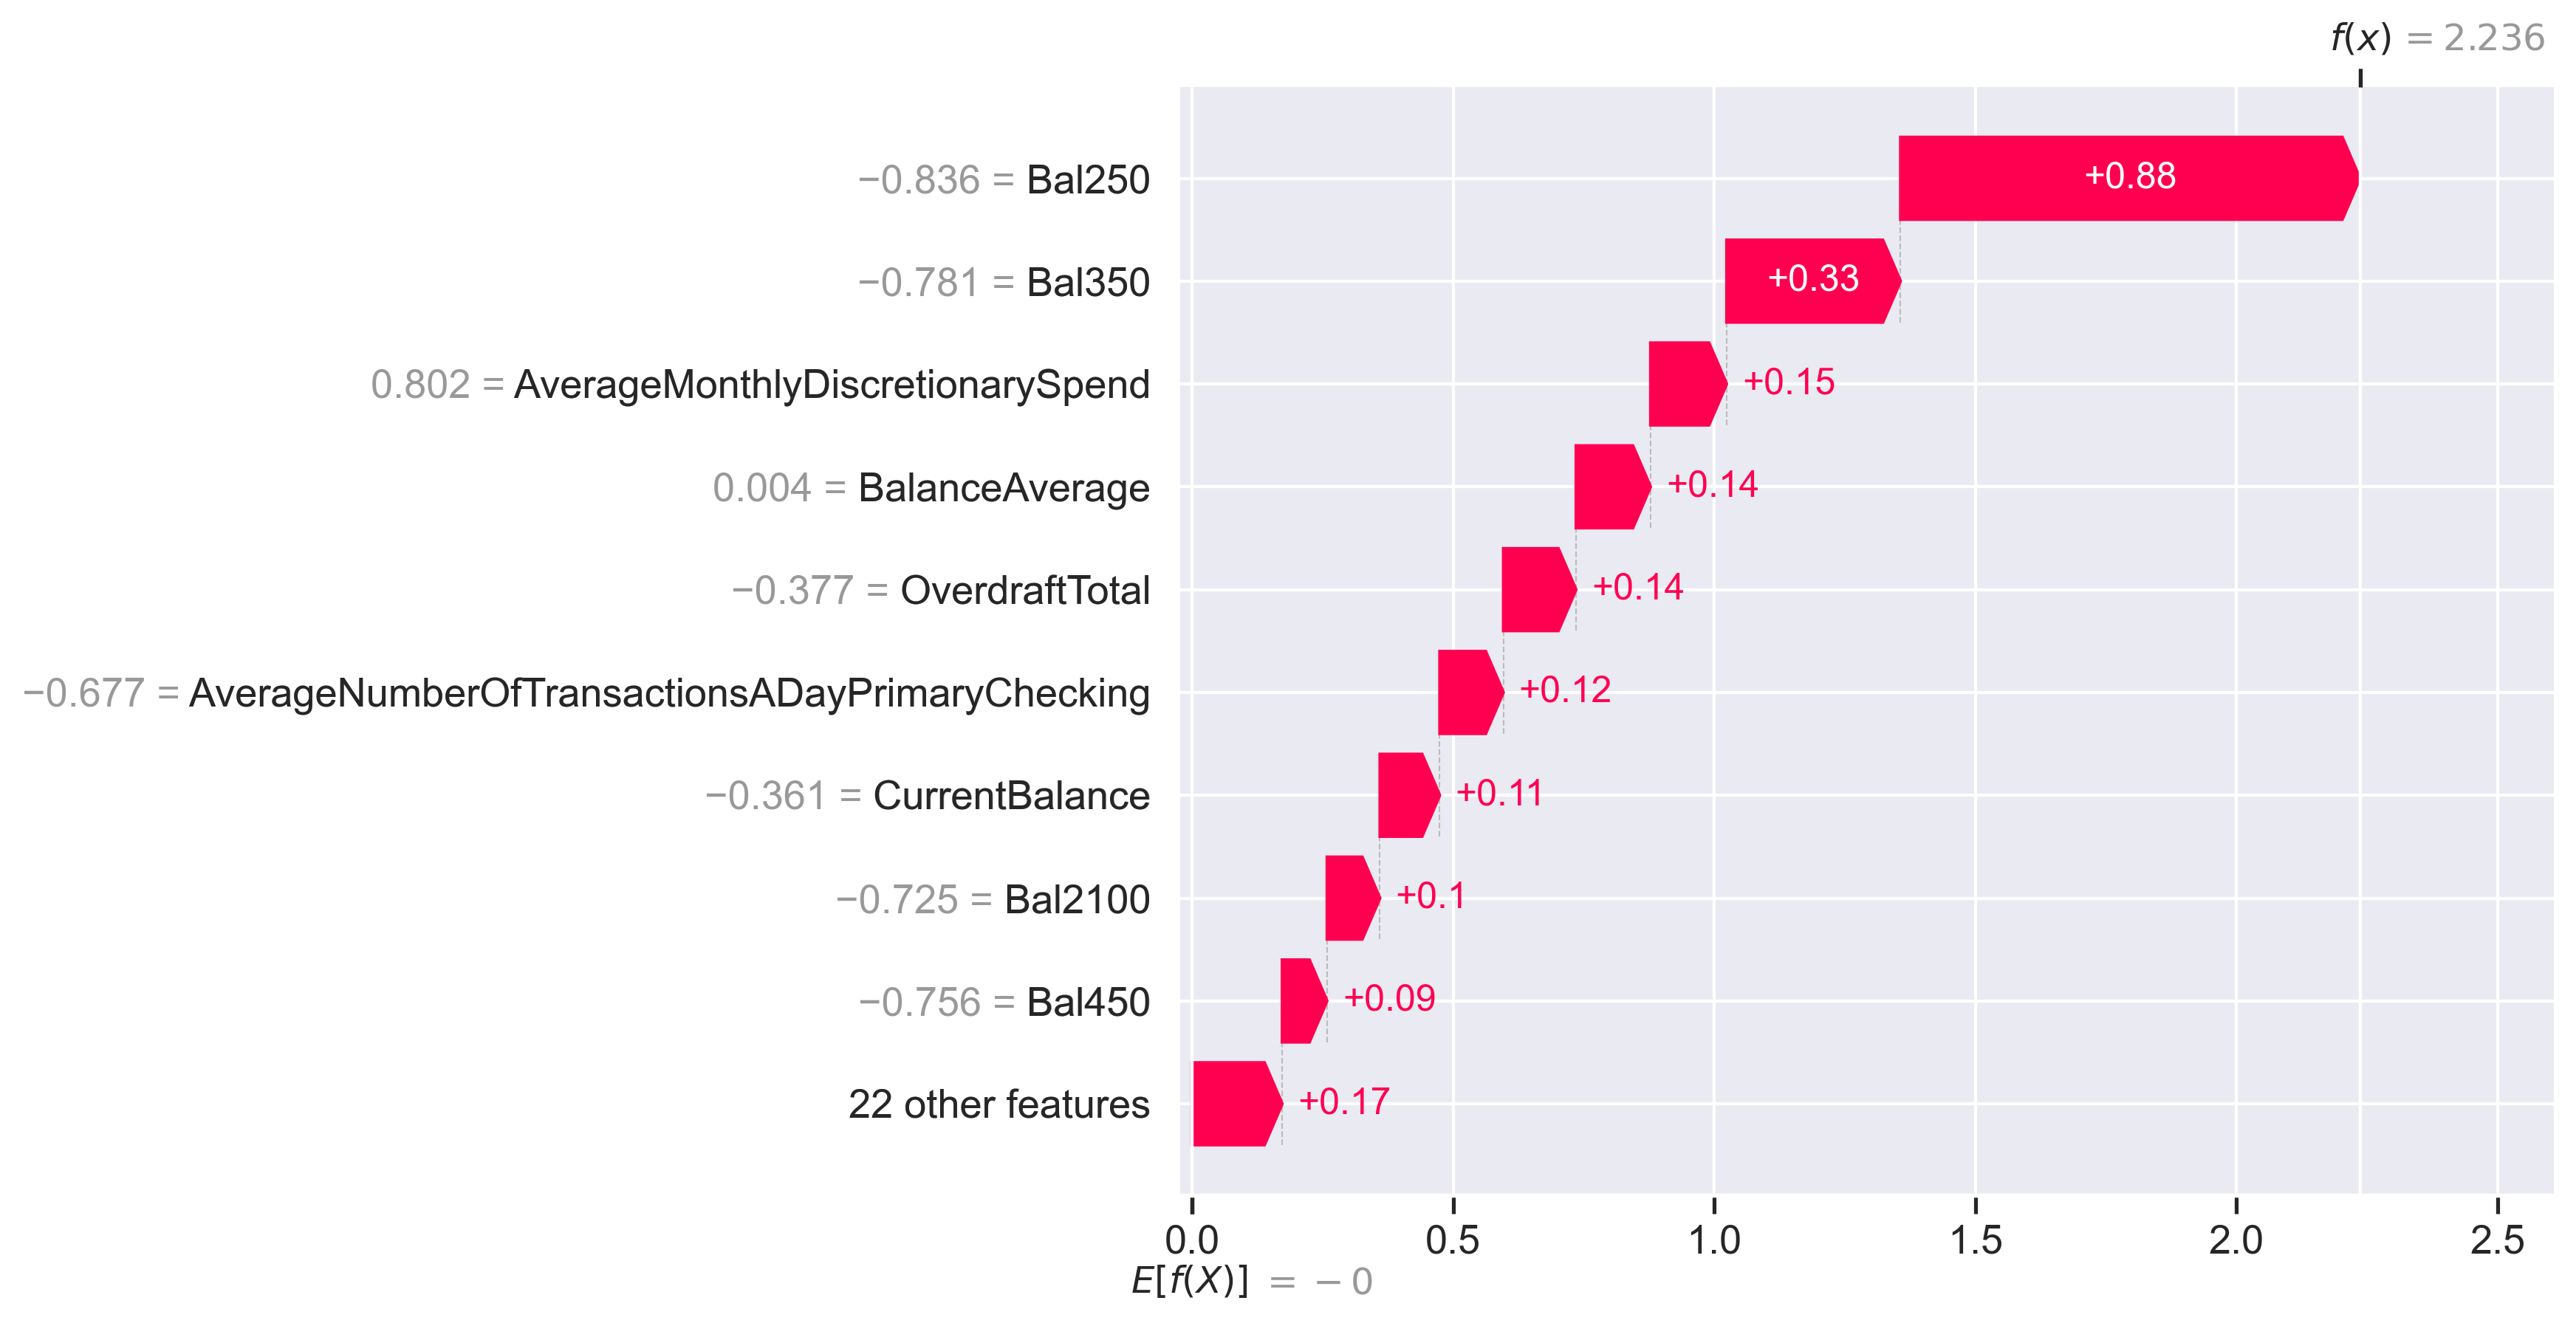 f(x) = 2.236
−0.836 = Bal250
+0.88
−0.781 = Bal350
+0.33
0.802 = AverageMonthlyDiscretionarySpend
+0.15
0.004 = BalanceAverage
+0.14
−0.377 = OverdraftTotal
+0.14
−0.677 = AverageNumberOfTransactionsADayPrimaryChecking
+0.12
−0.361 = CurrentBalance
+0.11
−0.725 = Bal2100
+0.1
−0.756 = Bal450
+0.09
22 other features
+0.17
0.0 0.5 1.0 1.5 2.0 2.5
E[f(X)] = −0